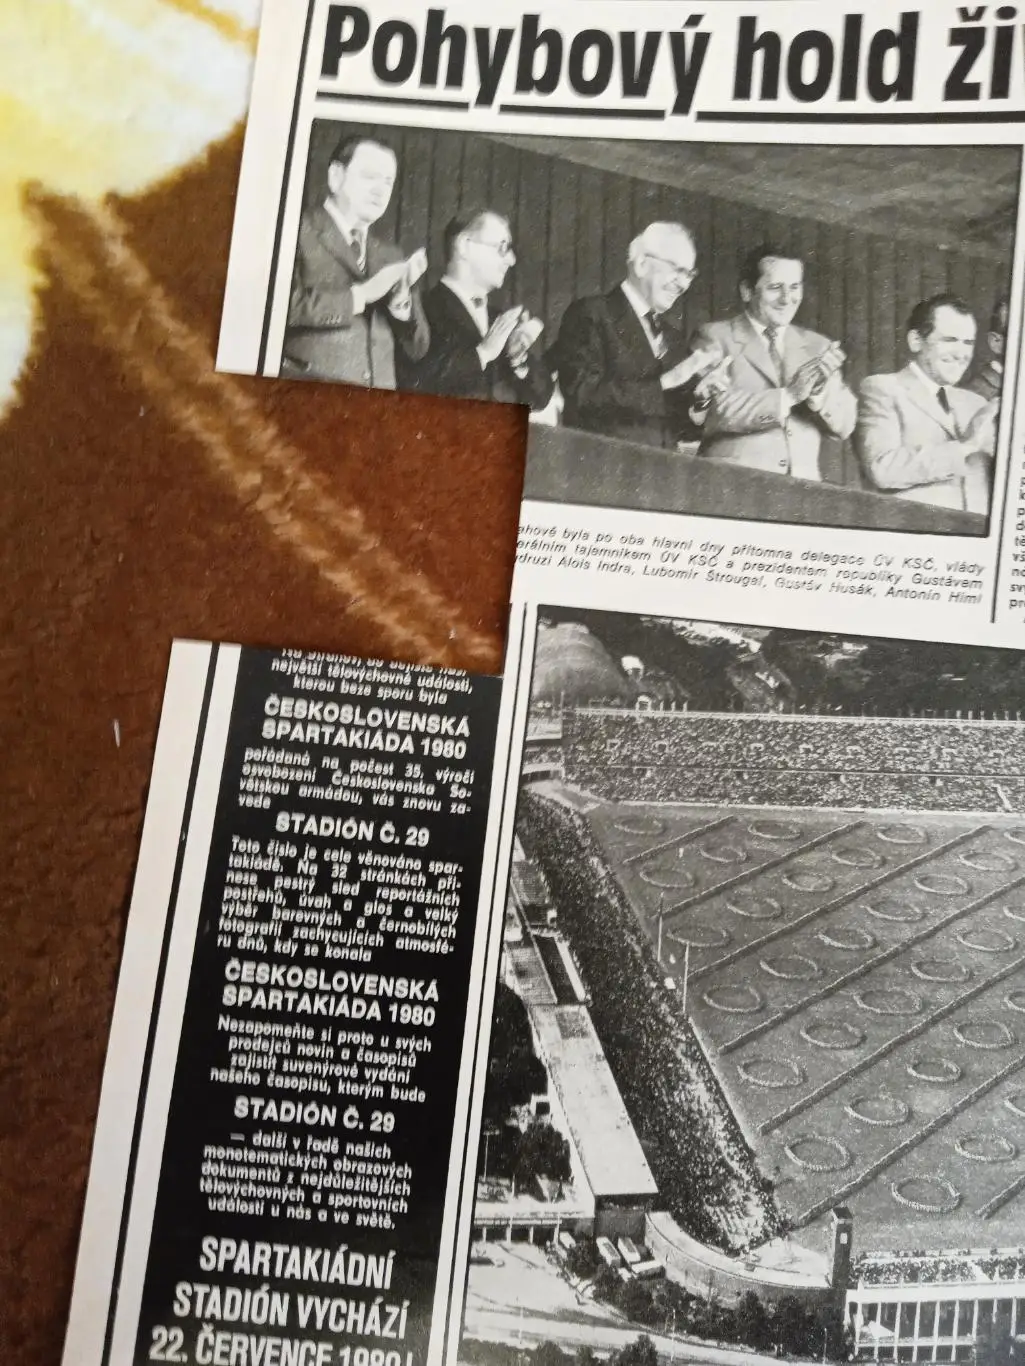 Pohybový hold
byla po oba hlavní dny přítomna delegace ÚV KSČ, vlády
tajemníkem ÚV KSČ a prezidentem republiky Gustávem
Alois Indra, Lubomír Štrougal, Gustáv Husák, Antonín
největší tělovýchovné události,
kterou beze sporu byla
ČESKOSLOVENSKÁ
SPARTAKIÁDA 1980
pořádaná na počest 35. výročí
osvobození Československa So-
větskou armádou, vás znovu za-
vede
STADIÓN Č. 29
Toto číslo je cele věnováno spar-
takiádě. Na 32 stránkách při-
nese pestrý sled reportážních
postřehů, úvah a glos a velký
výběr barevných a černobílých
fotografií zachycujících atmosfé-
ru dnů, kdy se konala
ČESKOSLOVENSKÁ
SPARTAKIÁDA 1980
Nezapomeňte si proto u svých
prodejců novin a časopisů
zajistit suvenýrové vydání
našeho časopisu, kterým bude
STADIÓN Č. 29
— další v řadě našich
monotematických obrazových
dokumentů z nejdůležitějších
tělovýchovných a sportovních
událostí u nás a ve světě.
SPARTAKIÁDNÍ
STADIÓN VYCHÁZÍ
22. ČERVENCE 1980!